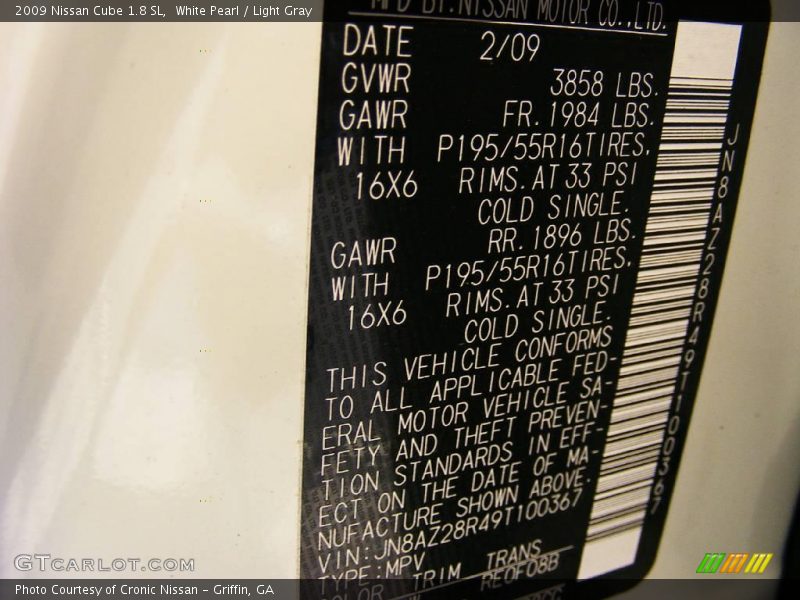 2009 Nissan Cube 1.8 SL,  White Pearl / Light Gray
MFD BY:NISSAN MOTOR CO.,LTD.
DATE 2/09
GVWR 3858 LBS.
GAWR FR. 1984 LBS.
WITH P195/55R16TIRES,
16X6 RIMS. AT 33 PSI
COLD SINGLE.
GAWR RR. 1896 LBS.
WITH P195/55R16TIRES,
16X6 RIMS. AT 33 PSI
COLD SINGLE.
THIS VEHICLE CONFORMS
TO ALL APPLICABLE FED-
ERAL MOTOR VEHICLE SA-
FETY AND THEFT PREVEN-
TION STANDARDS IN EFF-
ECT ON THE DATE OF MA-
NUFACTURE SHOWN ABOVE.
VIN:JN8AZ28R49T100367
TYPE:MPV
COLOR TRIM TRANS
RE0F08B
JN8AZ28R49T100367
GTCARLOT.COM
Photo Courtesy of Cronic Nissan – Griffin, GA